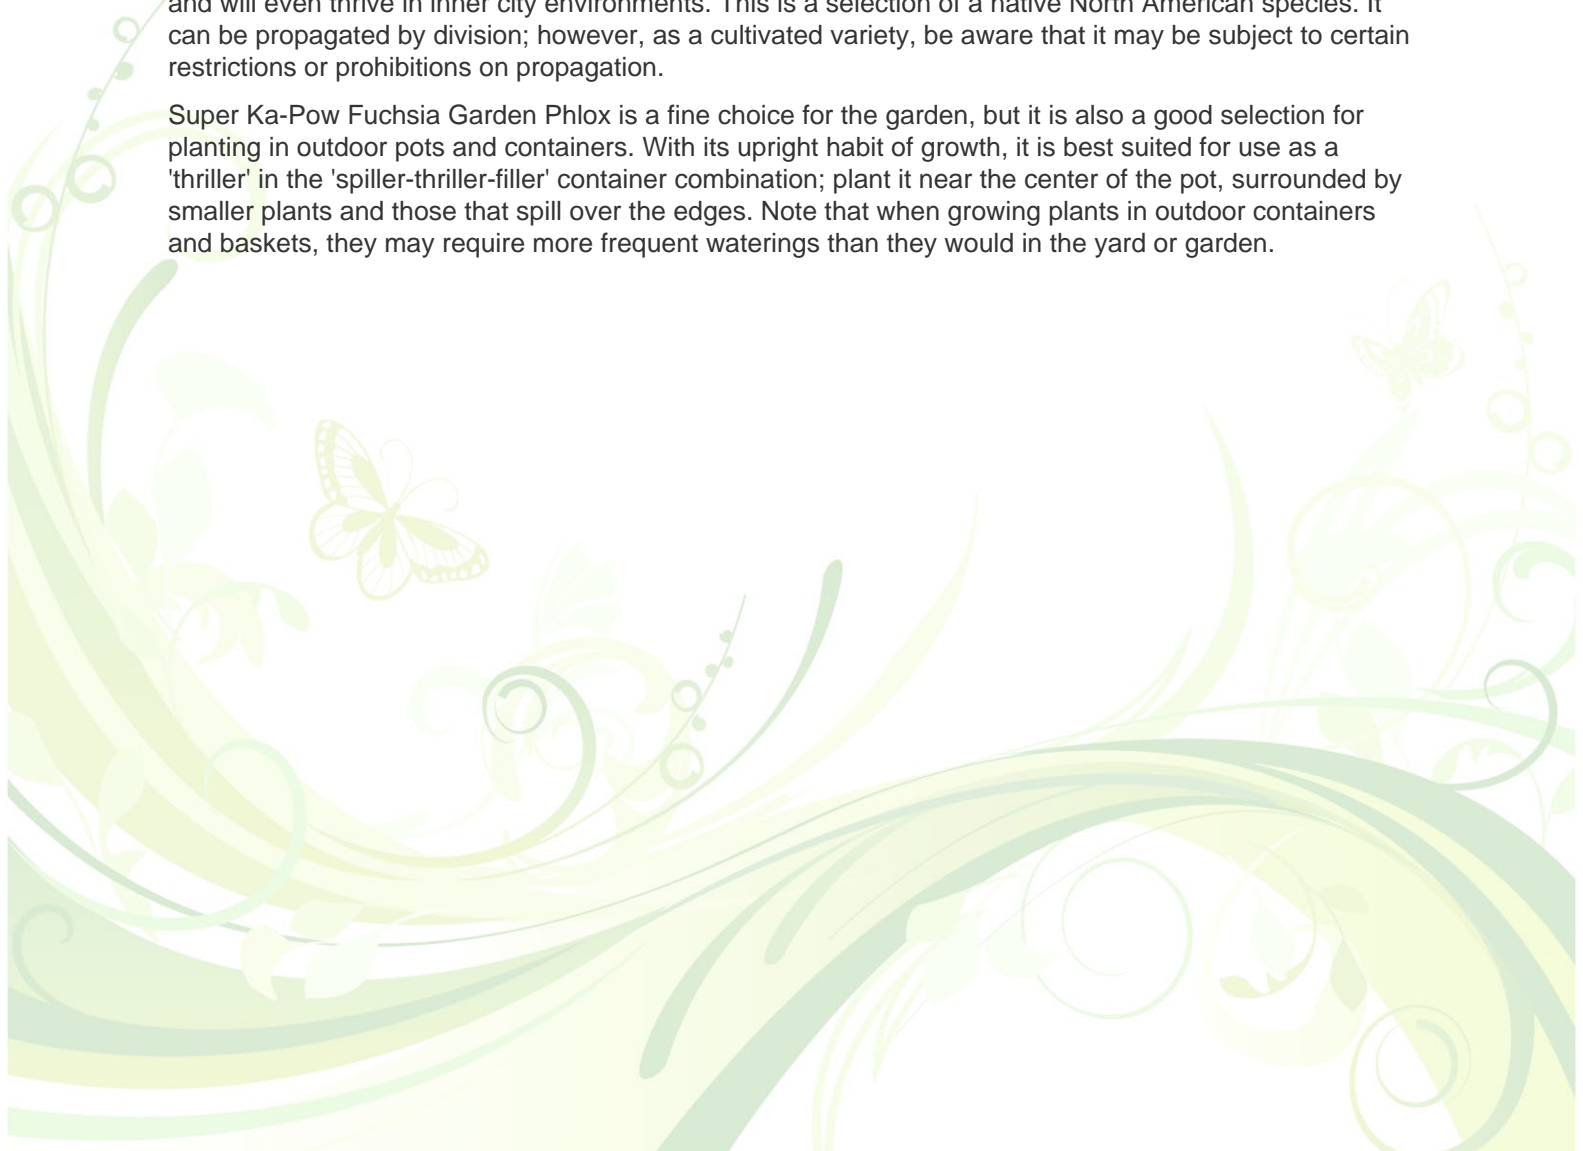 and will even thrive in inner city environments. This is a selection of a native North American species. It
can be propagated by division; however, as a cultivated variety, be aware that it may be subject to certain
restrictions or prohibitions on propagation.
Super Ka-Pow Fuchsia Garden Phlox is a fine choice for the garden, but it is also a good selection for
planting in outdoor pots and containers. With its upright habit of growth, it is best suited for use as a
'thriller' in the 'spiller-thriller-filler' container combination; plant it near the center of the pot, surrounded by
smaller plants and those that spill over the edges. Note that when growing plants in outdoor containers
and baskets, they may require more frequent waterings than they would in the yard or garden.